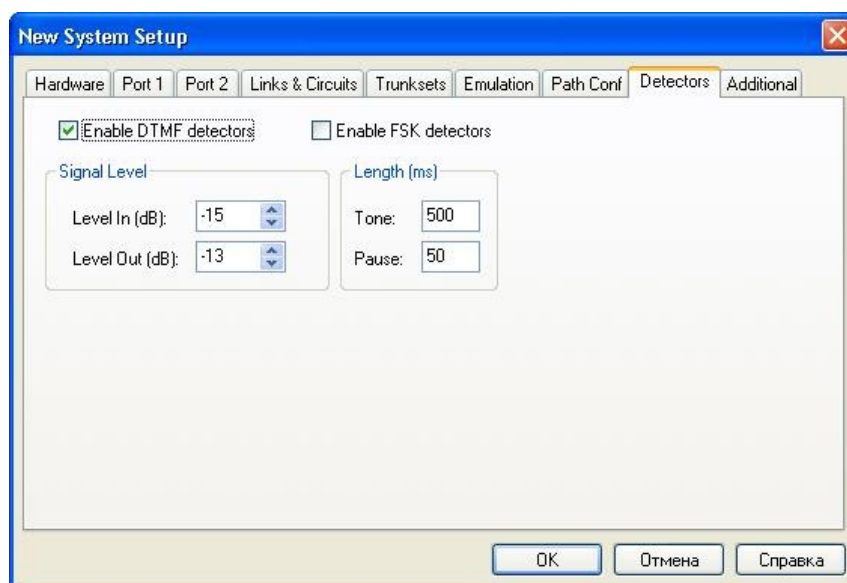 New System Setup
Hardware Port 1 Port 2 Links & Circuits Trunksets Emulation Path Conf Detectors Additional
Enable DTMF detectors Enable FSK detectors
Signal Level Length (ms)
Level In (dB): -15 Tone: 500
Level Out (dB): -13 Pause: 50
OK Отмена Справка